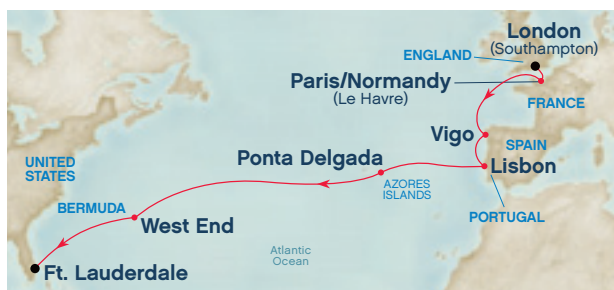 London
(Southampton)
ENGLAND
Paris/Normandy
(Le Havre)
FRANCE
Vigo
SPAIN
Ponta Delgada
Lisbon
UNITED
STATES
AZORES
ISLANDS
BERMUDA
PORTUGAL
West End
Atlantic
Ocean
Ft. Lauderdale